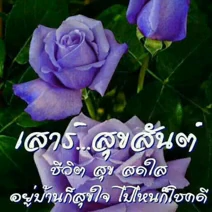 เสาร์...สุขสันต์
ชีวิต สุข สดใส
อยู่บ้านก็สุขใจ ไปไหนก็โชคดี